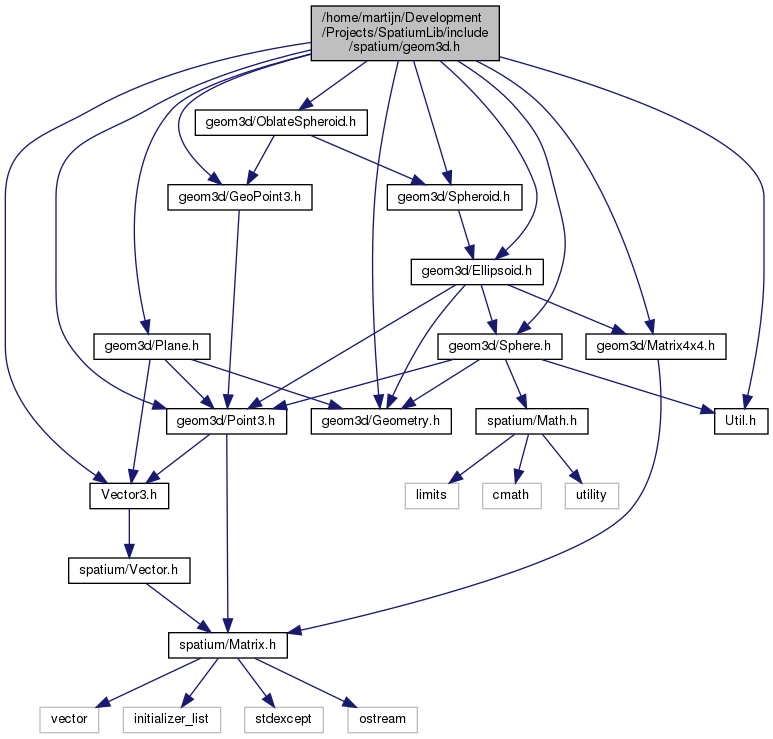 /home/martijn/Development
/Projects/SpatiumLib/include
/spatium/geom3d.h
geom3d/OblateSpheroid.h
geom3d/GeoPoint3.h
geom3d/Spheroid.h
geom3d/Ellipsoid.h
geom3d/Plane.h
geom3d/Sphere.h
geom3d/Matrix4x4.h
geom3d/Point3.h
geom3d/Geometry.h
spatium/Math.h
Util.h
Vector3.h
limits
cmath
utility
spatium/Vector.h
spatium/Matrix.h
vector
initializer_list
stdexcept
ostream